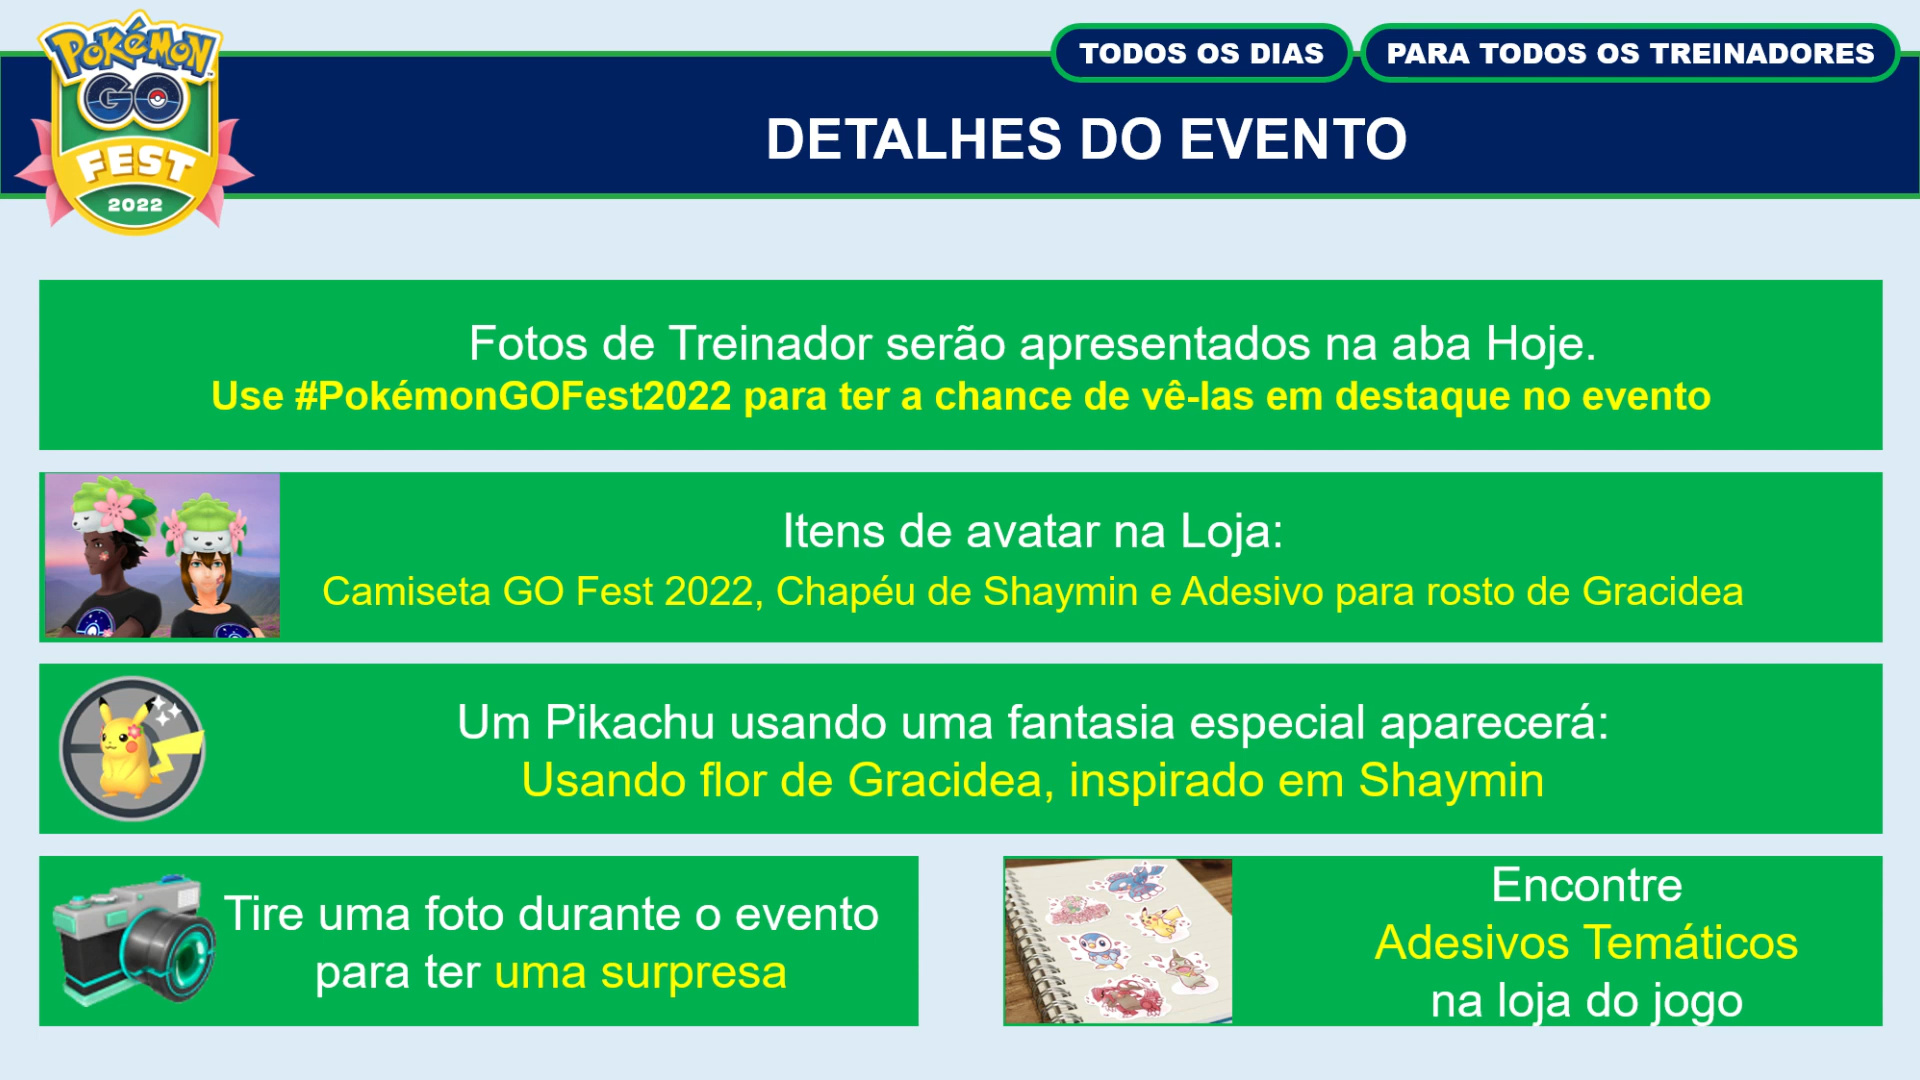 POKÉMON
GO
FEST
2022
TODOS OS DIAS
PARA TODOS OS TREINADORES
DETALHES DO EVENTO
Fotos de Treinador serão apresentados na aba Hoje.
Use #PokémonGOFest2022 para ter a chance de vê-las em destaque no evento
Itens de avatar na Loja:
Camiseta GO Fest 2022, Chapéu de Shaymin e Adesivo para rosto de Gracidea
Um Pikachu usando uma fantasia especial aparecerá:
Usando flor de Gracidea, inspirado em Shaymin
Tire uma foto durante o evento
para ter uma surpresa
Encontre
Adesivos Temáticos
na loja do jogo